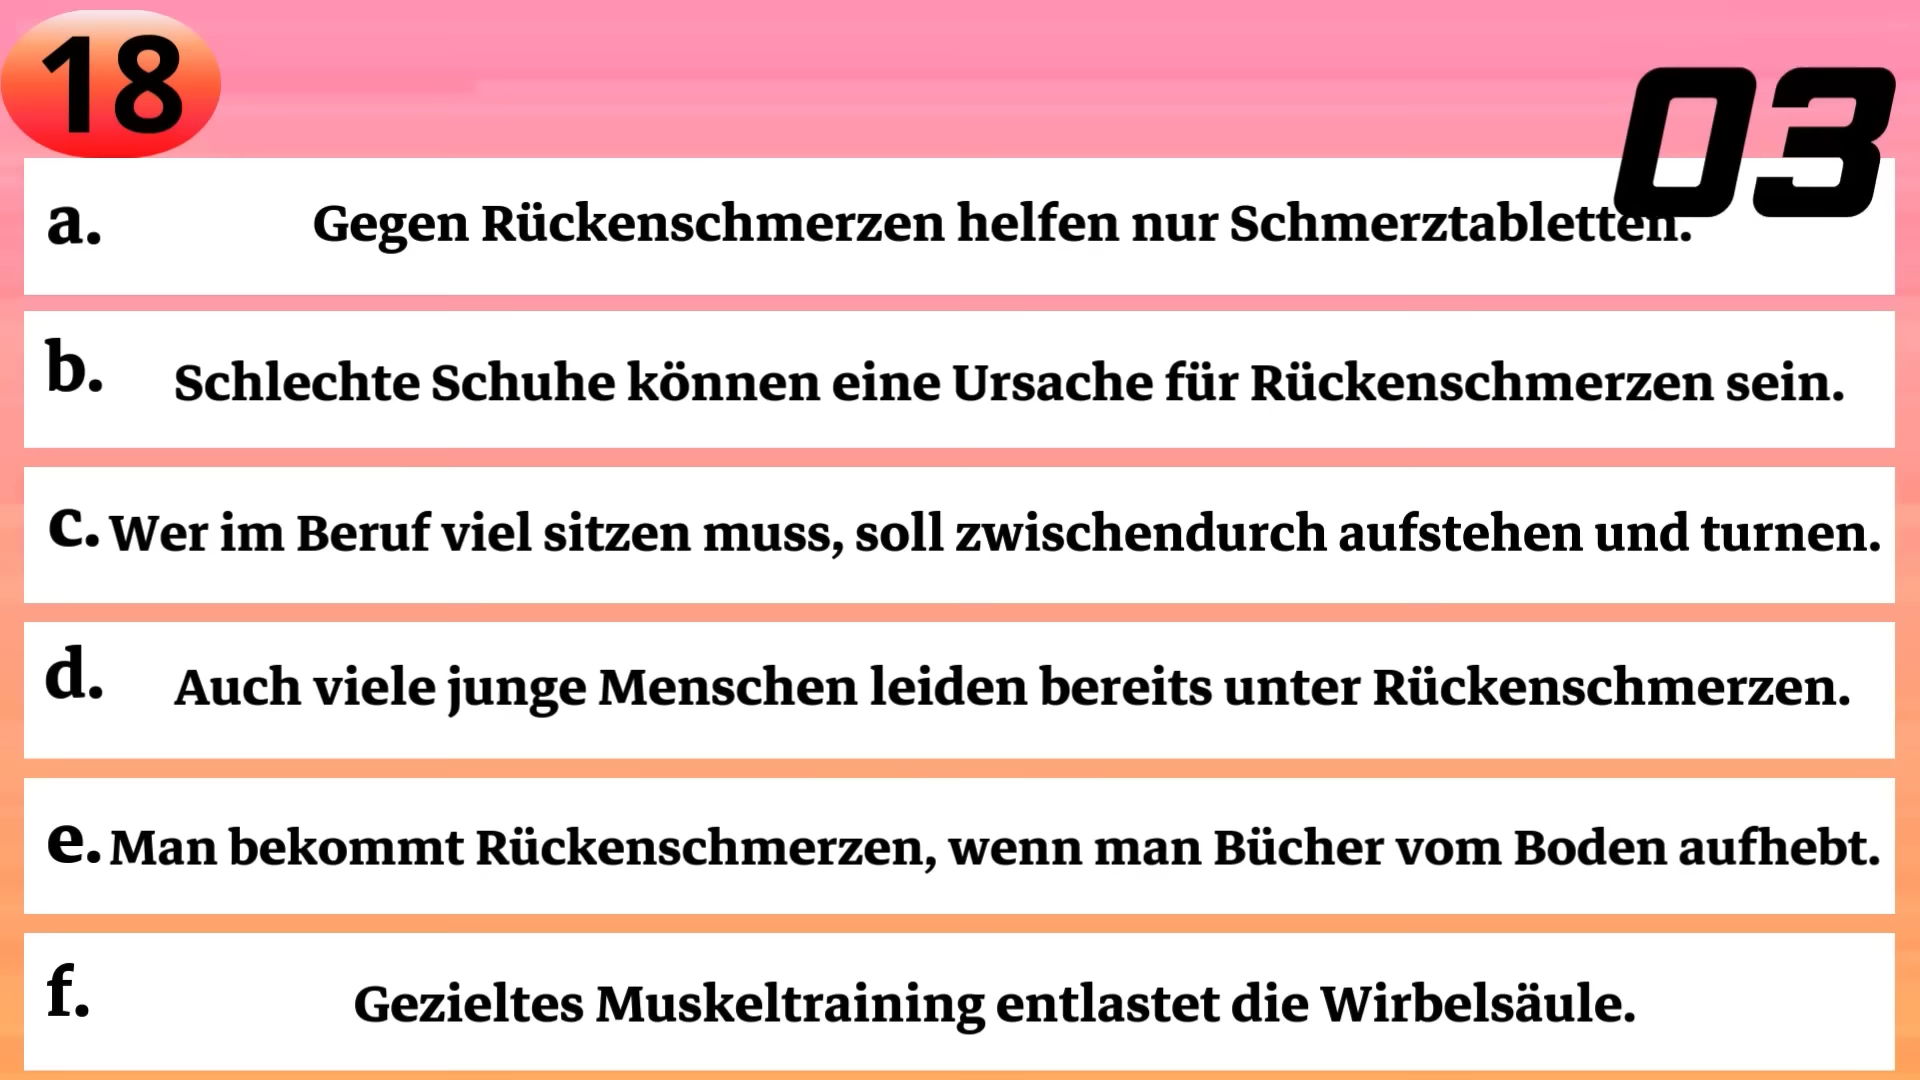 18
03
a. Gegen Rückenschmerzen helfen nur Schmerztabletten.
b. Schlechte Schuhe können eine Ursache für Rückenschmerzen sein.
c. Wer im Beruf viel sitzen muss, soll zwischendurch aufstehen und turnen.
d. Auch viele junge Menschen leiden bereits unter Rückenschmerzen.
e. Man bekommt Rückenschmerzen, wenn man Bücher vom Boden aufhebt.
f. Gezieltes Muskeltraining entlastet die Wirbelsäule.